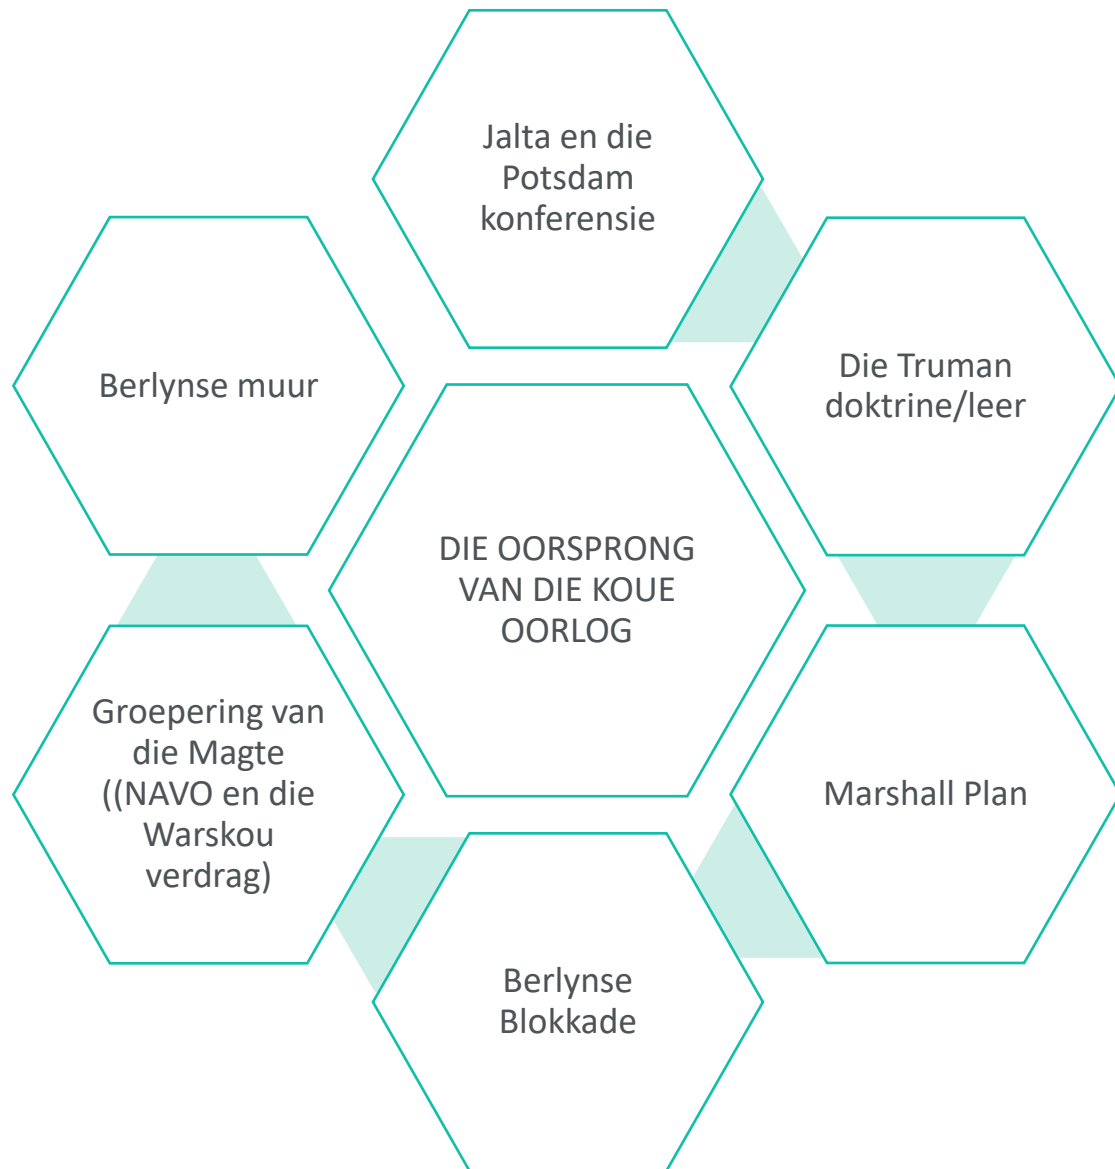 Jalta en die
Potsdam
konferensie
Die Truman
doktrine/leer
Marshall Plan
Berlynse
Blokkade
Groepering van
die Magte
((NAVO en die
Warskou
verdrag)
Berlynse muur
DIE OORSPRONG
VAN DIE KOUE
OORLOG